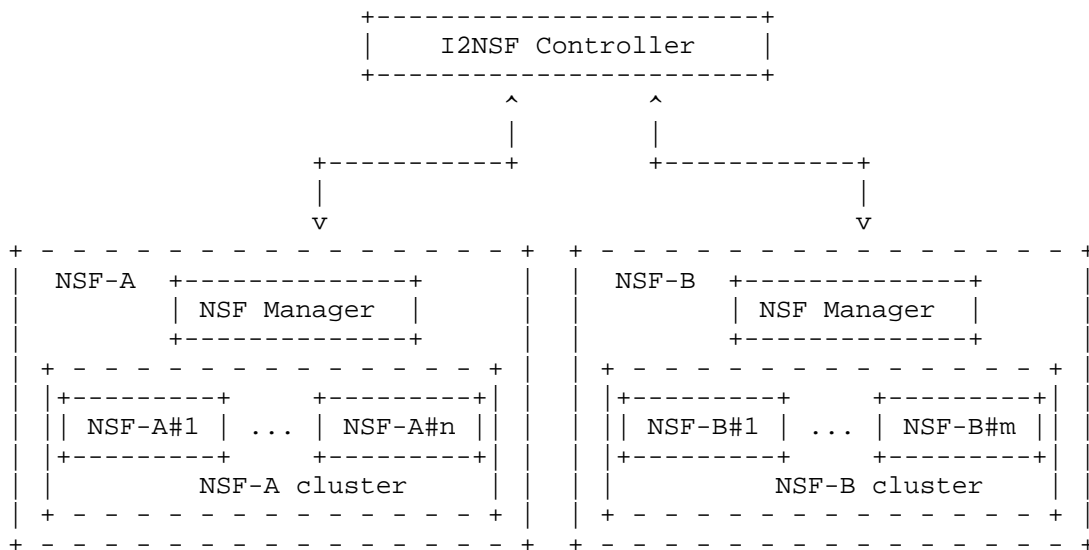 I2NSF Controller
NSF-A NSF-B
NSF Manager NSF Manager
NSF-A#1 ... NSF-A#n NSF-B#1 ... NSF-B#m
NSF-A cluster NSF-B cluster